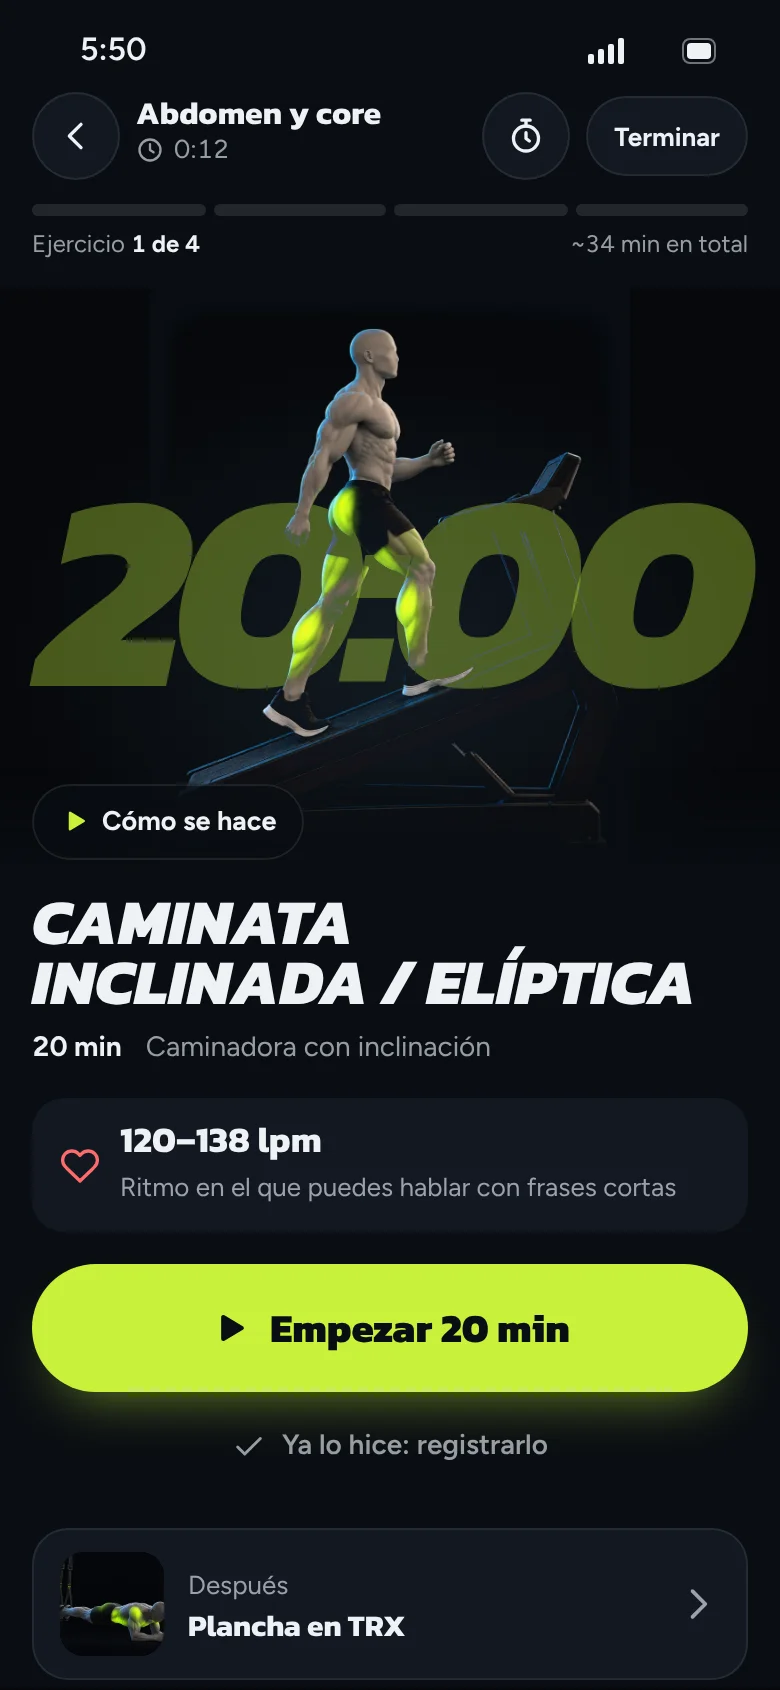 5:50
Abdomen y core
0:12
Terminar
Ejercicio 1 de 4
~34 min en total
20:00
Cómo se hace
CAMINATA
INCLINADA / ELÍPTICA
20 min Caminadora con inclinación
120–138 lpm
Ritmo en el que puedes hablar con frases cortas
Empezar 20 min
Ya lo hice: registrarlo
Después
Plancha en TRX